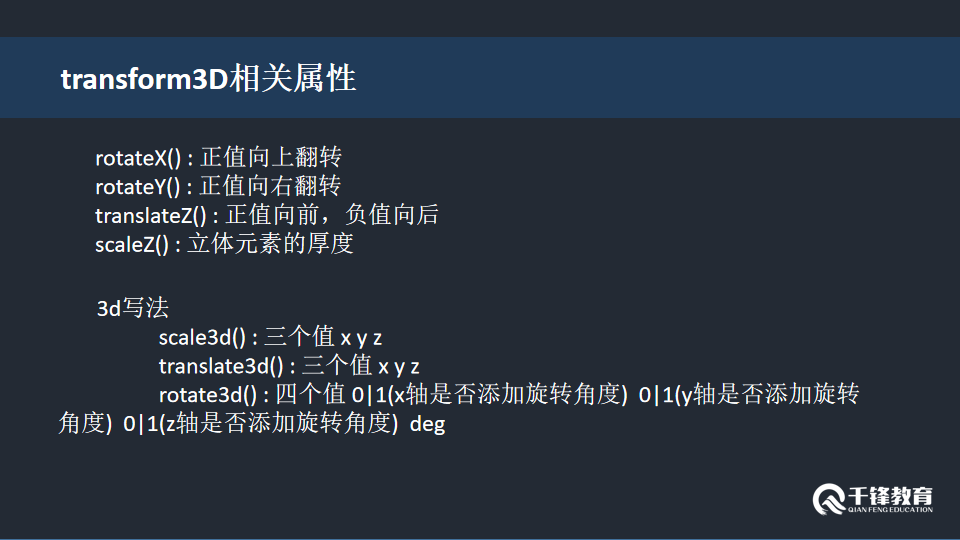 transform3D相关属性
rotateX() : 正值向上翻转
rotateY() : 正值向右翻转
translateZ() : 正值向前，负值向后
scaleZ() : 立体元素的厚度
3d写法
scale3d() : 三个值 x y z
translate3d() : 三个值 x y z
rotate3d() : 四个值 0|1(x轴是否添加旋转角度) 0|1(y轴是否添加旋转
角度) 0|1(z轴是否添加旋转角度) deg
千锋教育
QIAN FENG EDUCATION